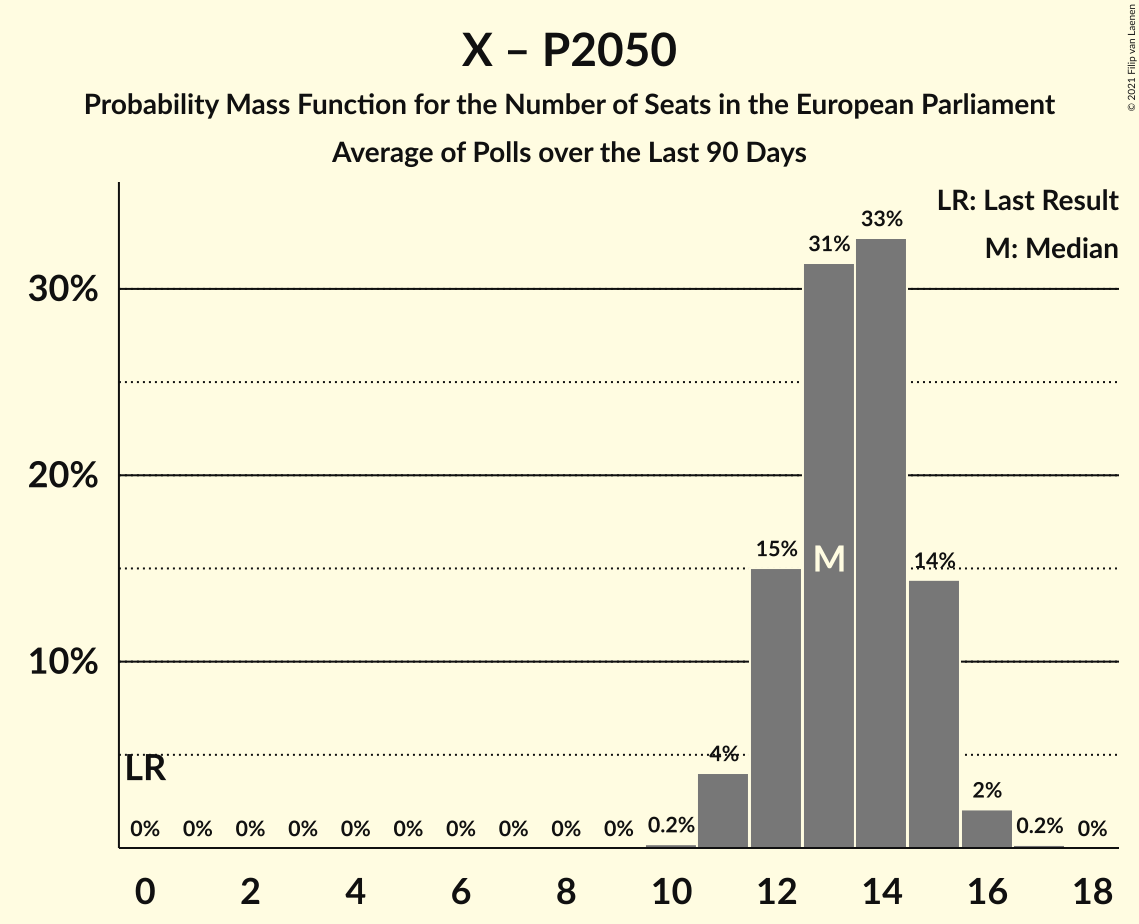 X – P2050
Probability Mass Function for the Number of Seats in the European Parliament
Average of Polls over the Last 90 Days
© 2021 Filip van Laenen
LR: Last Result
M: Median
33%
31%
30%
20%
15%
M
14%
10%
4%
LR
2%
0% 0% 0% 0% 0% 0% 0% 0% 0% 0% 0.2% 0.2% 0%
0 2 4 6 8 10 12 14 16 18